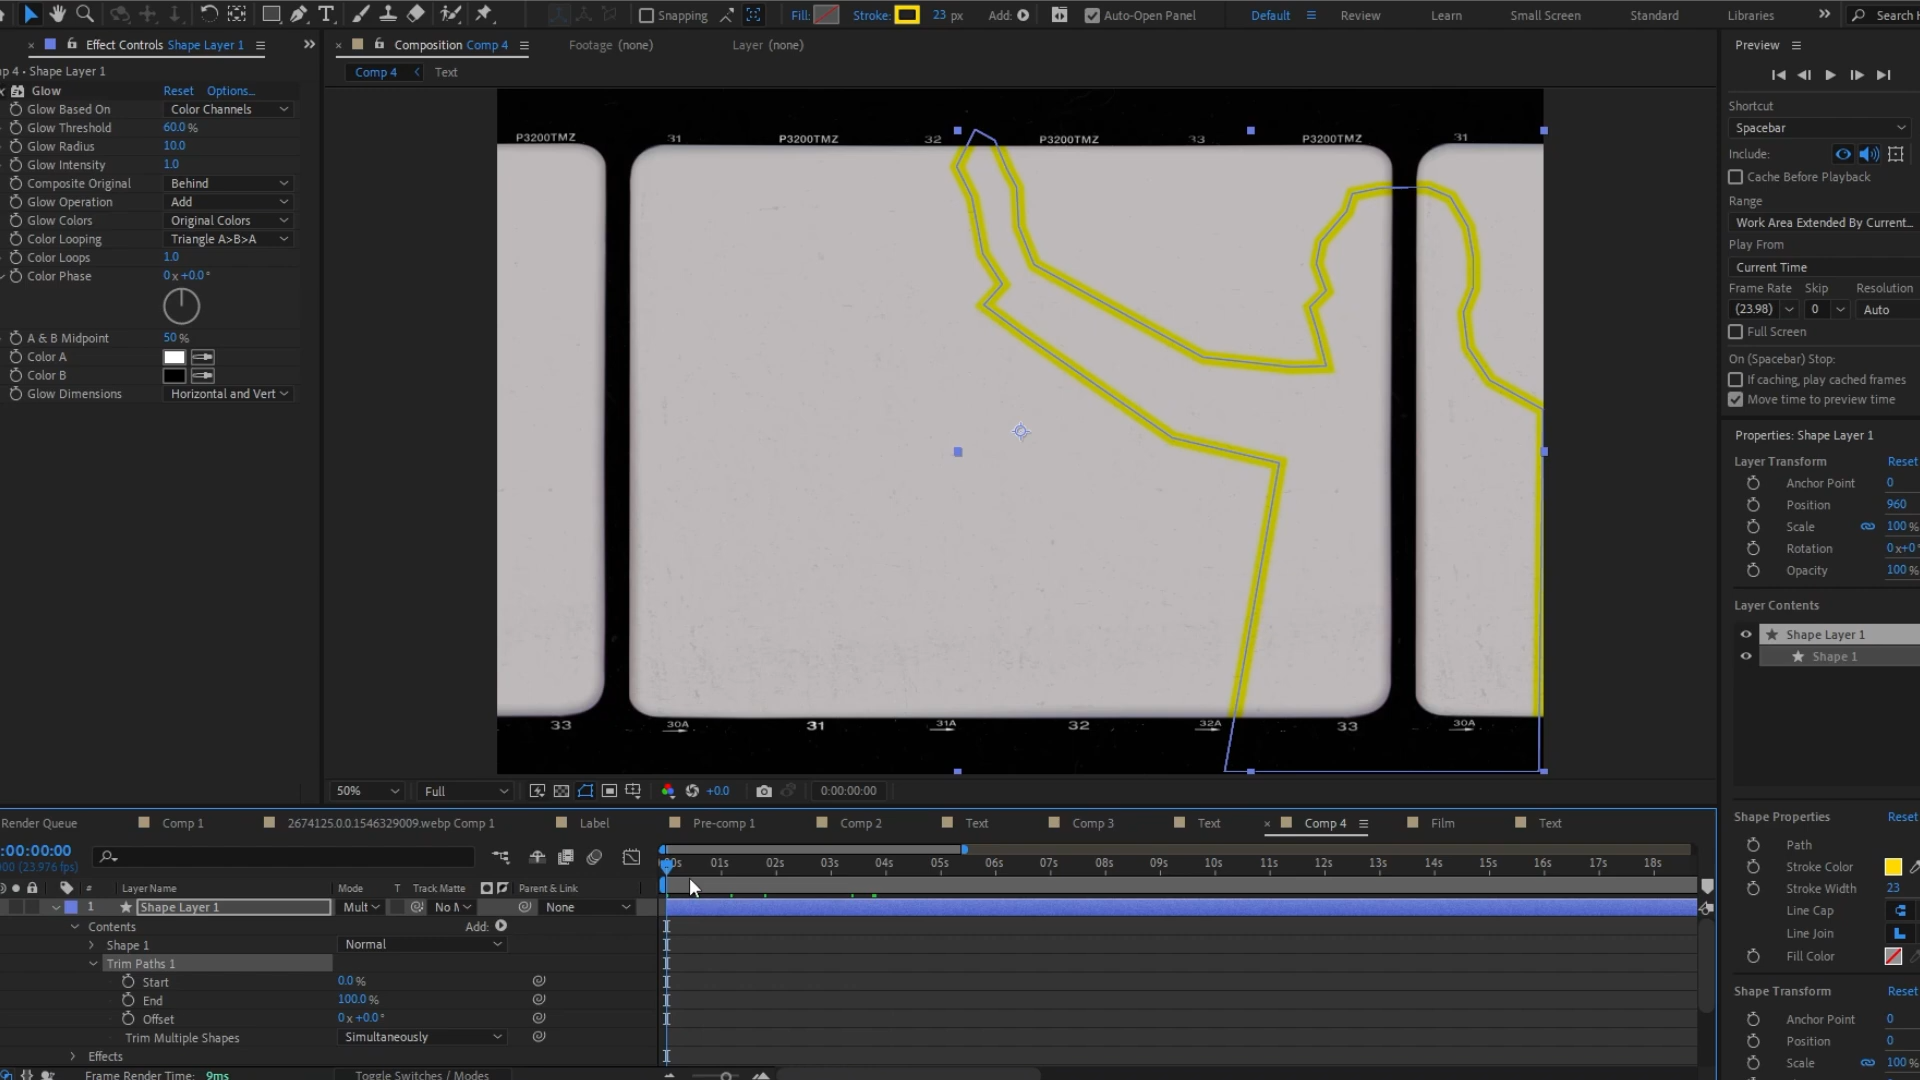 Snapping
Fill:
Stroke:
23 px
Add:
Auto-Open Panel
Default
Review
Learn
Small Screen
Standard
Libraries
Search
Effect Controls Shape Layer 1
Composition Comp 4
Footage (none)
Layer (none)
Preview
Comp 4
Text
p 4 • Shape Layer 1
Glow
Reset
Options...
Glow Based On
Color Channels
Glow Threshold
60.0 %
Glow Radius
10.0
Glow Intensity
1.0
Composite Original
Behind
Glow Operation
Add
Glow Colors
Original Colors
Color Looping
Triangle A>B>A
Color Loops
1.0
Color Phase
0 x +0.0 °
A & B Midpoint
50 %
Color A
Color B
Glow Dimensions
Horizontal and Vert
P3200TMZ
31
P3200TMZ
32
P3200TMZ
33
P3200TMZ
31
33
30A
31
31A
32
32A
33
30A
Shortcut
Spacebar
Include:
Cache Before Playback
Range
Work Area Extended By Current...
Play From
Current Time
Frame Rate
Skip
Resolution
(23.98)
0
Auto
Full Screen
On (Spacebar) Stop:
If caching, play cached frames
Move time to preview time
Properties: Shape Layer 1
Layer Transform
Reset
Anchor Point
0
Position
960
Scale
100 %
Rotation
0 x+0°
Opacity
100 %
Layer Contents
Shape Layer 1
Shape 1
50%
Full
+0.0
0:00:00:00
Render Queue
Comp 1
2674125.0.0.1546329009.webp Comp 1
Label
Pre-comp 1
Comp 2
Text
Comp 3
Text
Comp 4
Film
Text
:00:00:00
(23.976 fps)
00s
01s
02s
03s
04s
05s
06s
07s
08s
09s
10s
11s
12s
13s
14s
15s
16s
17s
18s
#
Layer Name
Mode
T
Track Matte
Parent & Link
1
Shape Layer 1
Mult
No M
None
Contents
Add:
Shape 1
Normal
Trim Paths 1
Start
0.0 %
End
100.0 %
Offset
0 x +0.0 °
Trim Multiple Shapes
Simultaneously
Effects
Frame Render Time: 9ms
Toggle Switches / Modes
Shape Properties
Reset
Path
Stroke Color
Stroke Width
23
Line Cap
Line Join
Fill Color
Shape Transform
Reset
Anchor Point
0
Position
0
Scale
100 %